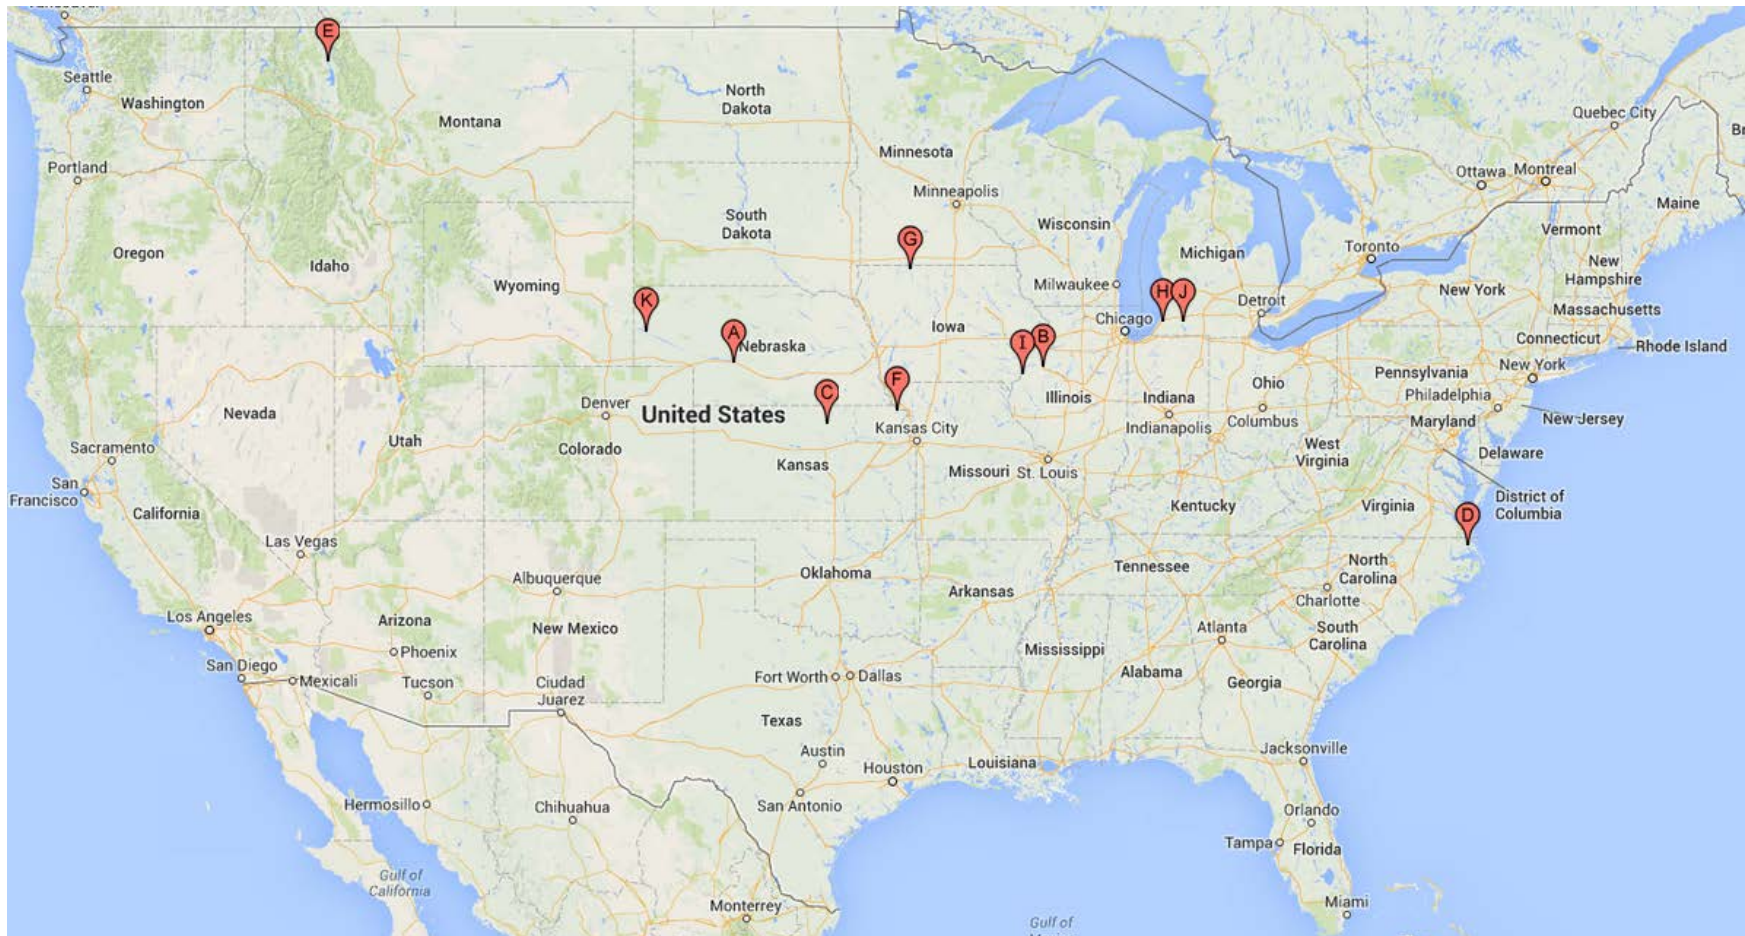 E
Seattle
Washington
Montana
North
Dakota
Quebec City
Portland
Minnesota
Ottawa
Montreal
Minneapolis
Maine
South
Dakota
Wisconsin
Vermont
Oregon
Idaho
G
Michigan
Toronto
New
Hampshire
Wyoming
K
Milwaukee
H
J
Detroit
New York
Massachusetts
A
Nebraska
Iowa
Chicago
Connecticut
Rhode Island
I
B
Pennsylvania
New York
Ohio
C
F
Denver
United States
Illinois
Indiana
Philadelphia
Nevada
Kansas City
Indianapolis
Columbus
Maryland
New Jersey
Utah
Colorado
Sacramento
Kansas
Missouri
St. Louis
West
Virginia
Delaware
San
Francisco
California
Kentucky
Virginia
District of
Columbia
D
Las Vegas
Albuquerque
Oklahoma
Tennessee
North
Carolina
Arkansas
Charlotte
Los Angeles
Arizona
New Mexico
Atlanta
South
Carolina
Phoenix
Mississippi
San Diego
Mexicali
Tucson
Ciudad
Juarez
Fort Worth
Dallas
Alabama
Georgia
Texas
Austin
Houston
Louisiana
Jacksonville
Hermosillo
Chihuahua
San Antonio
Orlando
Tampa
Florida
Gulf of
California
Monterrey
Miami
Gulf of